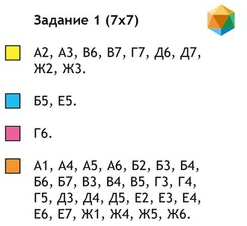 Задание 1 (7x7)
А2, А3, В6, В7, Г7, Д6, Д7,
Ж2, Ж3.
Б5, Е5.
Г6.
А1, А4, А5, А6, Б2, Б3, Б4,
Б6, Б7, В3, В4, В5, Г3, Г4,
Г5, Д3, Д4, Д5, Е2, Е3, Е4,
Е6, Е7, Ж1, Ж4, Ж5, Ж6.